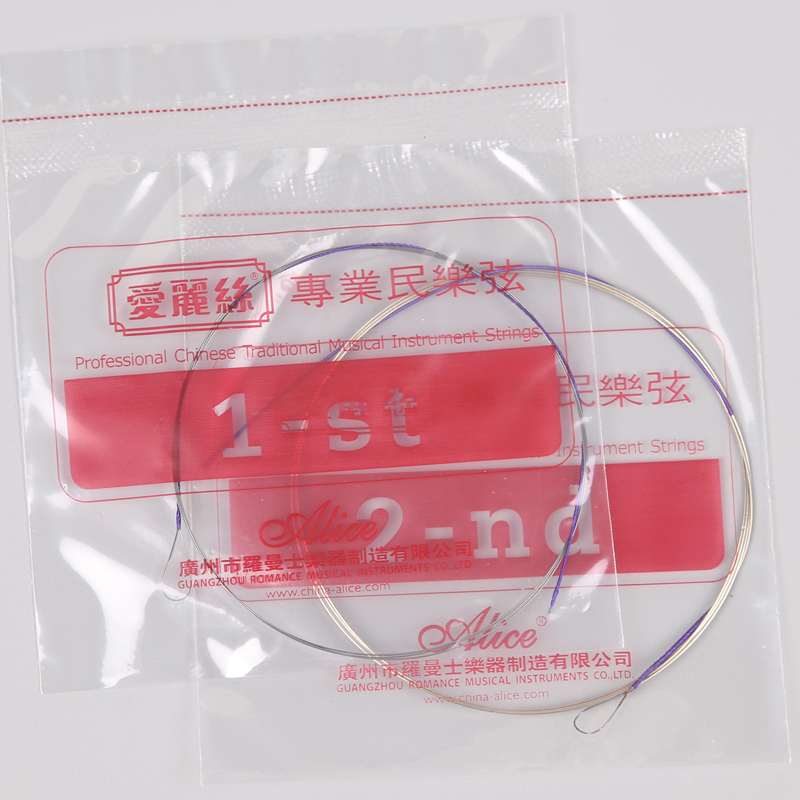 愛麗絲® 專業民樂弦
Professional Chinese Traditional Musical Instrument Strings
1-st
民樂弦
Instrument Strings
2-nd
Alice
廣州市羅曼士樂器制造有限公司
GUANGZHOU ROMANCE MUSICAL INSTRUMENTS CO.,LTD.
www.china-alice.com
Alice®
廣州市羅曼士樂器制造有限公司
GUANGZHOU ROMANCE MUSICAL INSTRUMENTS CO.,LTD.
www.china-alice.com